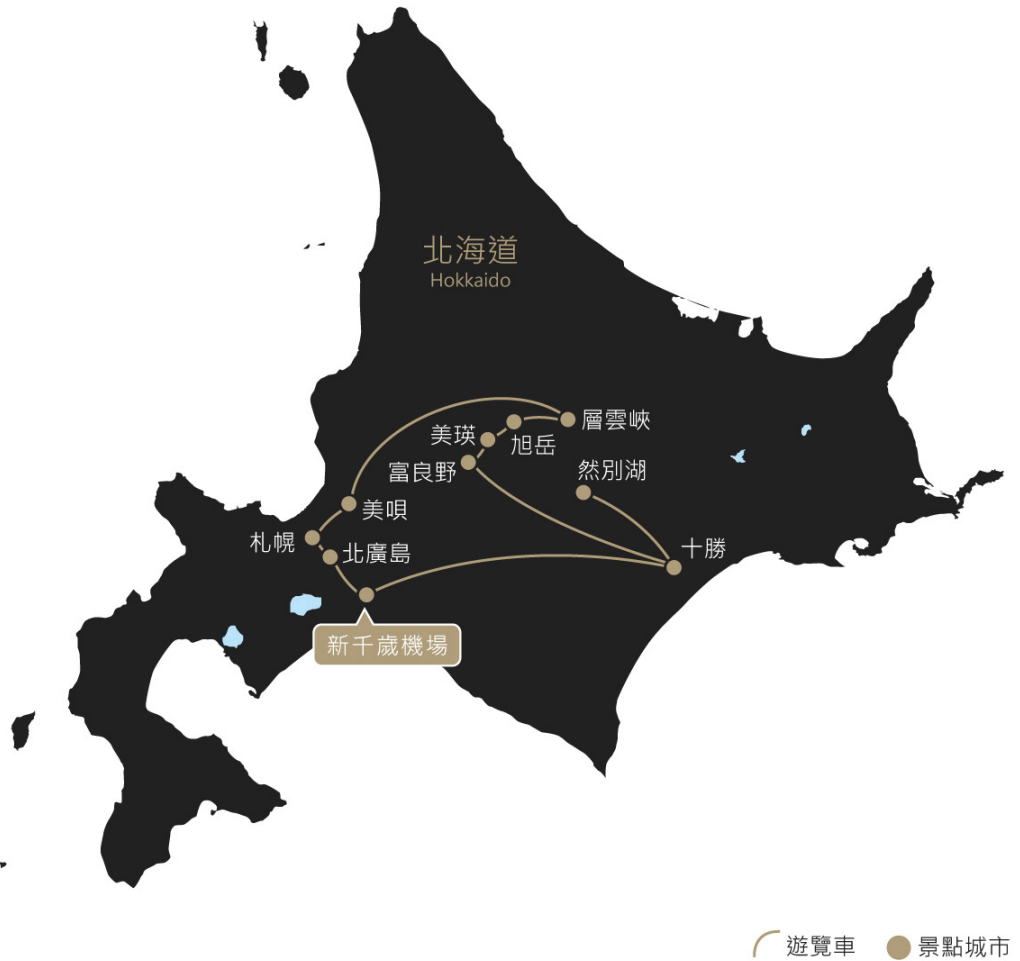 北海道
Hokkaido
層雲峽
美瑛
旭岳
富良野
然別湖
美唄
札幌
北廣島
十勝
新千歲機場
遊覽車
景點城市